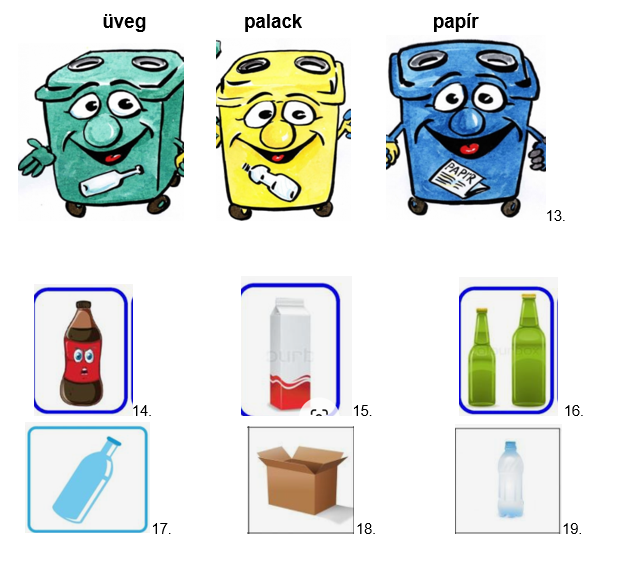 üveg palack papír
PAPÍR
13.
14. 15. 16.
17. 18. 19.